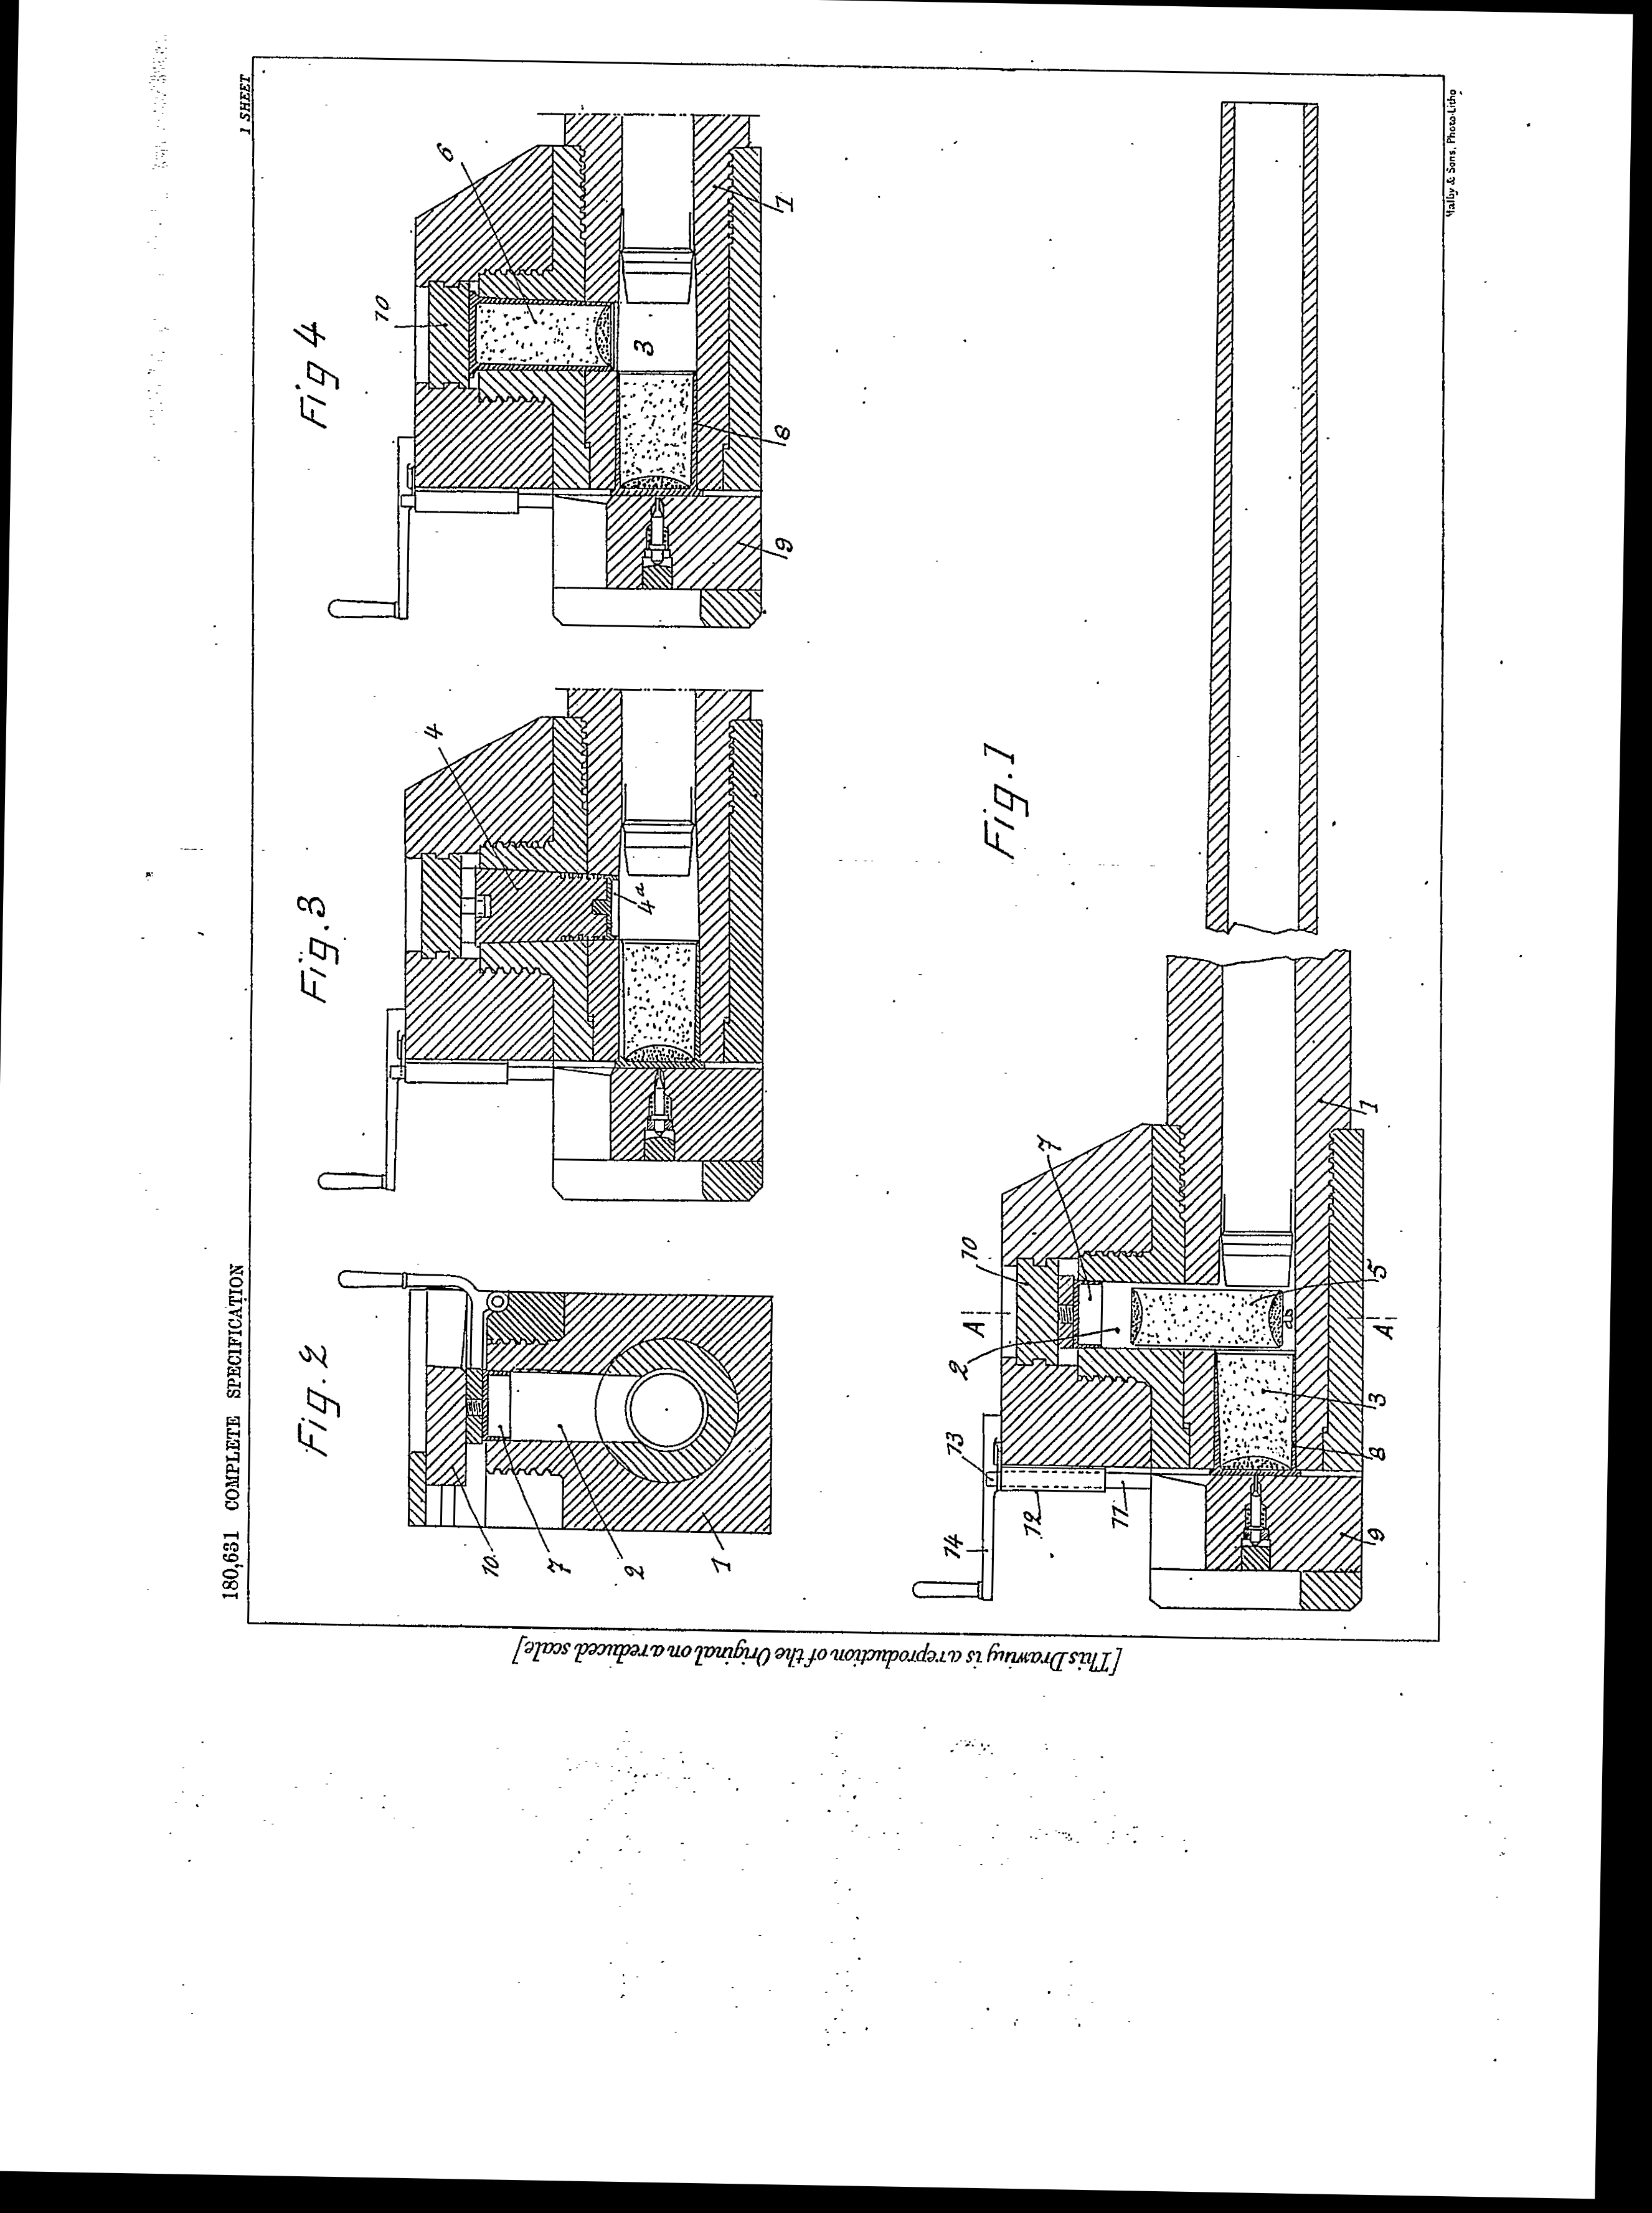 180,631 COMPLETE SPECIFICATION
1 SHEET
Fig. 2
10
7
2
1
Fig. 3
4
4a
Fig 4
10
6
3
1
8
9
Fig. 1
A
10
7
2
13
14
12
11
5
a5
A
3
8
9
1
[This Drawing is a reproduction of the Original on a reduced scale]
Malby & Sons, Photo-Litho